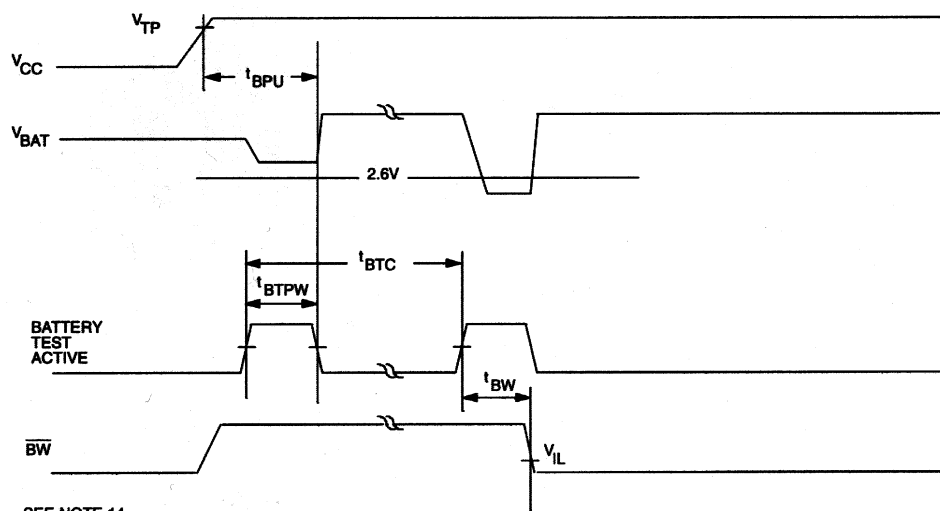 VTP
VCC
tBPU
VBAT
2.6V
tBTC
tBTPW
BATTERY
TEST
ACTIVE
tBW
BW
VIL
SEE NOTE 14